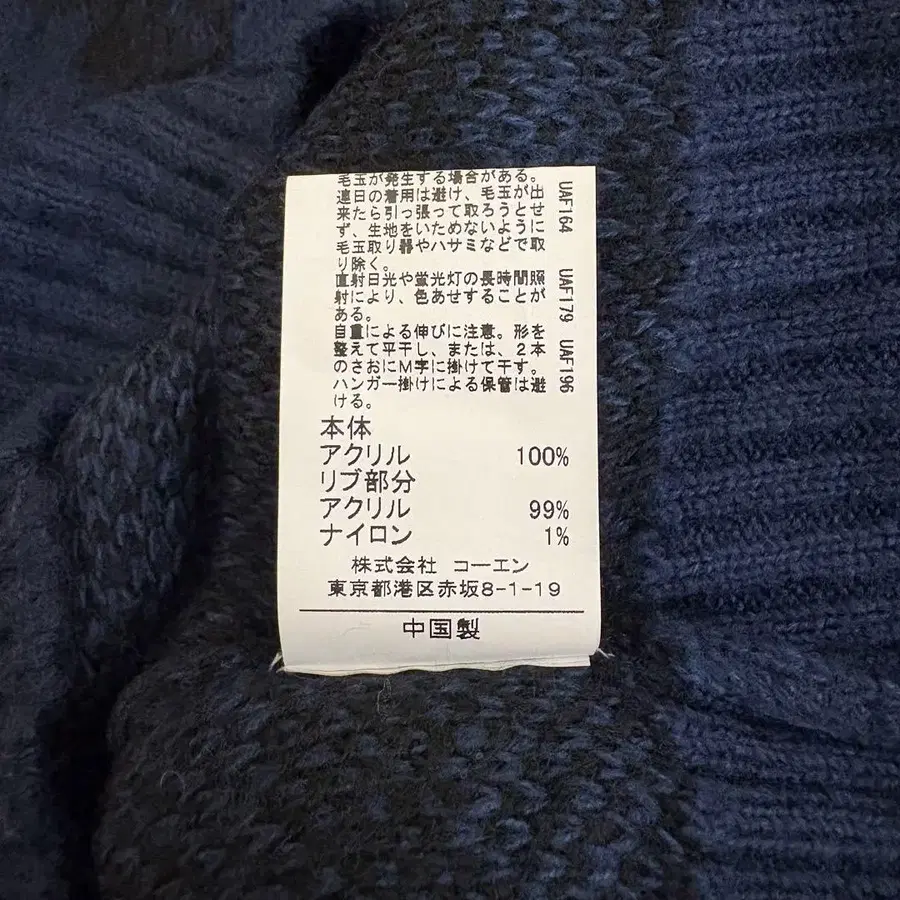 毛玉が発生する場合がある。
連日の着用は避け、毛玉が出
来たら引っ張って取ろうとせ
ず、生地をいためないように
毛玉取り器やハサミなどで取
り除く。
直射日光や蛍光灯の長時間照
射により、色あせすることが
ある。
自重による伸びに注意。形を
整えて平干し、または、2本
のさおにM字に掛けて干す。
ハンガー掛けによる保管は避
ける。
UAF164
UAF179
UAF196
本体
アクリル 100%
リブ部分
アクリル 99%
ナイロン 1%
株式会社 コーエン
東京都港区赤坂8-1-19
中国製